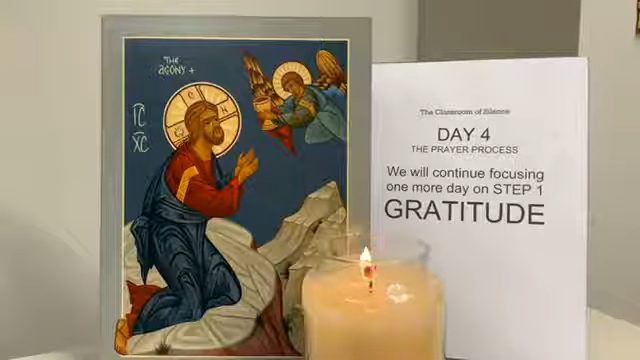 THE
AGONY +
IC
XC
The Classroom of Silence
DAY 4
THE PRAYER PROCESS
We will continue focusing
one more day on STEP 1
GRATITUDE